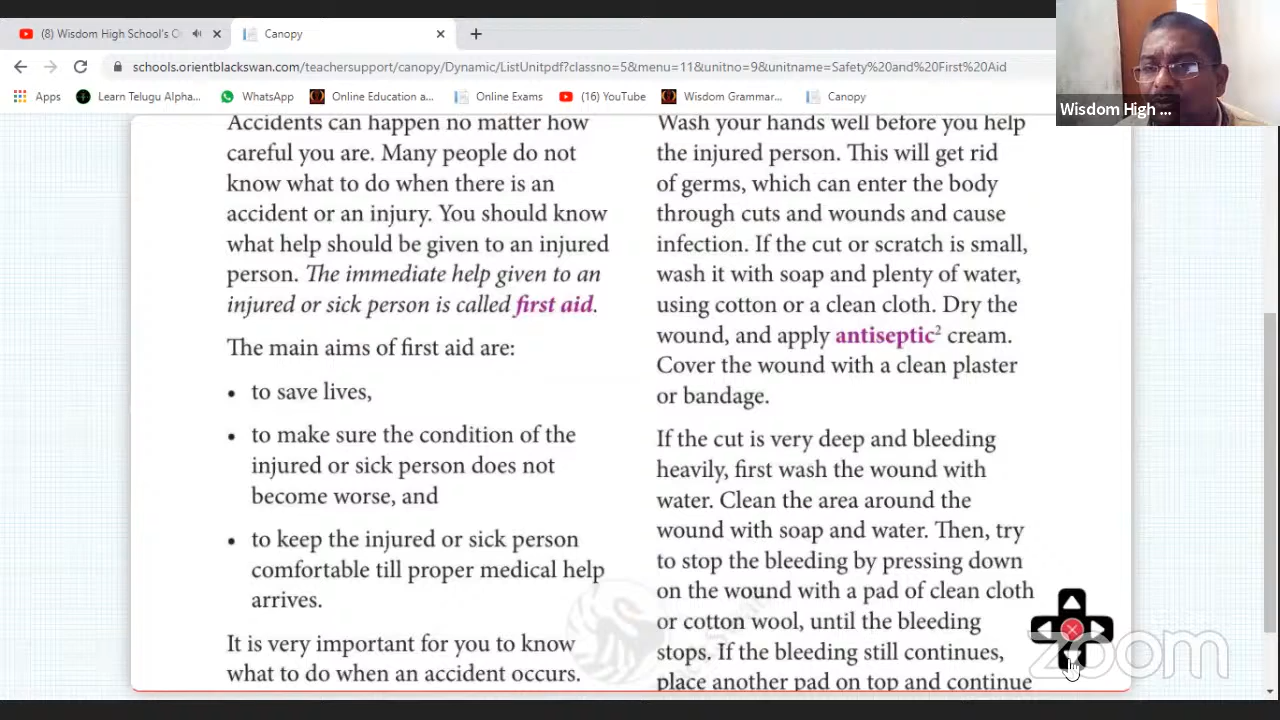 (8) Wisdom High School's C
Canopy
schools.orientblackswan.com/teachersupport/canopy/Dynamic/ListUnitpdf?classno=5&menu=11&unitno=9&unitname=Safety%20and%20First%20Aid
Apps
Learn Telugu Alpha...
WhatsApp
Online Education a...
Online Exams
(16) YouTube
Wisdom Grammar...
Canopy
Wisdom High ...
Accidents can happen no matter how
careful you are. Many people do not
know what to do when there is an
accident or an injury. You should know
what help should be given to an injured
person. The immediate help given to an
injured or sick person is called first aid.
The main aims of first aid are:
• to save lives,
• to make sure the condition of the
injured or sick person does not
become worse, and
• to keep the injured or sick person
comfortable till proper medical help
arrives.
It is very important for you to know
what to do when an accident occurs.
Wash your hands well before you help
the injured person. This will get rid
of germs, which can enter the body
through cuts and wounds and cause
infection. If the cut or scratch is small,
wash it with soap and plenty of water,
using cotton or a clean cloth. Dry the
wound, and apply antiseptic² cream.
Cover the wound with a clean plaster
or bandage.
If the cut is very deep and bleeding
heavily, first wash the wound with
water. Clean the area around the
wound with soap and water. Then, try
to stop the bleeding by pressing down
on the wound with a pad of clean cloth
or cotton wool, until the bleeding
stops. If the bleeding still continues,
place another pad on top and continue
zoom